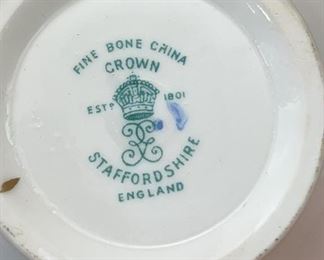 FINE BONE CHINA
CROWN
ESTD 1801
STAFFORDSHIRE
ENGLAND